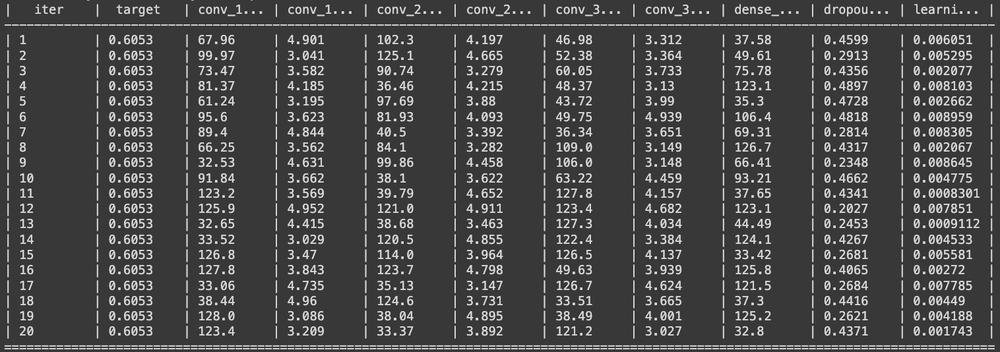 | iter | target | conv_1... | conv_1... | conv_2... | conv_2... | conv_3... | conv_3... | dense_... | dropou... | learni... |
-------------------------------------------------------------------------------------------------------------------------------------
| 1 | 0.6053 | 67.96 | 4.901 | 102.3 | 4.197 | 46.98 | 3.312 | 37.58 | 0.4599 | 0.006051 |
| 2 | 0.6053 | 99.97 | 3.041 | 125.1 | 4.665 | 52.38 | 3.364 | 49.61 | 0.2913 | 0.005295 |
| 3 | 0.6053 | 73.47 | 3.582 | 90.74 | 3.279 | 60.05 | 3.733 | 75.78 | 0.4356 | 0.002077 |
| 4 | 0.6053 | 81.37 | 4.185 | 36.46 | 4.215 | 48.37 | 3.13 | 123.1 | 0.4897 | 0.008103 |
| 5 | 0.6053 | 61.24 | 3.195 | 97.69 | 3.88 | 43.72 | 3.99 | 35.3 | 0.4728 | 0.002662 |
| 6 | 0.6053 | 95.6 | 3.623 | 81.93 | 4.093 | 49.75 | 4.939 | 106.4 | 0.4818 | 0.008959 |
| 7 | 0.6053 | 89.4 | 4.844 | 40.5 | 3.392 | 36.34 | 3.651 | 69.31 | 0.2814 | 0.008305 |
| 8 | 0.6053 | 66.25 | 3.562 | 84.1 | 3.282 | 109.0 | 3.149 | 126.7 | 0.4317 | 0.002067 |
| 9 | 0.6053 | 32.53 | 4.631 | 99.86 | 4.458 | 106.0 | 3.148 | 66.41 | 0.2348 | 0.008645 |
| 10 | 0.6053 | 91.84 | 3.662 | 38.1 | 3.622 | 63.22 | 4.459 | 93.21 | 0.4662 | 0.004775 |
| 11 | 0.6053 | 123.2 | 3.569 | 39.79 | 4.652 | 127.8 | 4.157 | 37.65 | 0.4341 | 0.0008301 |
| 12 | 0.6053 | 125.9 | 4.952 | 121.0 | 4.911 | 123.4 | 4.682 | 123.1 | 0.2027 | 0.007851 |
| 13 | 0.6053 | 32.65 | 4.415 | 38.68 | 3.463 | 127.3 | 4.034 | 44.49 | 0.2453 | 0.0009112 |
| 14 | 0.6053 | 33.52 | 3.029 | 120.5 | 4.855 | 122.4 | 3.384 | 124.1 | 0.4267 | 0.004533 |
| 15 | 0.6053 | 126.8 | 3.47 | 114.0 | 3.964 | 126.5 | 4.137 | 33.42 | 0.2681 | 0.005581 |
| 16 | 0.6053 | 127.8 | 3.843 | 123.7 | 4.798 | 49.63 | 3.939 | 125.8 | 0.4065 | 0.00272 |
| 17 | 0.6053 | 33.06 | 4.735 | 35.13 | 3.147 | 126.7 | 4.624 | 121.5 | 0.2684 | 0.007785 |
| 18 | 0.6053 | 38.44 | 4.96 | 124.6 | 3.731 | 33.51 | 3.665 | 37.3 | 0.4416 | 0.00449 |
| 19 | 0.6053 | 128.0 | 3.086 | 38.04 | 4.895 | 38.49 | 4.001 | 125.2 | 0.2621 | 0.004188 |
| 20 | 0.6053 | 123.4 | 3.209 | 33.37 | 3.892 | 121.2 | 3.027 | 32.8 | 0.4371 | 0.001743 |
=====================================================================================================================================